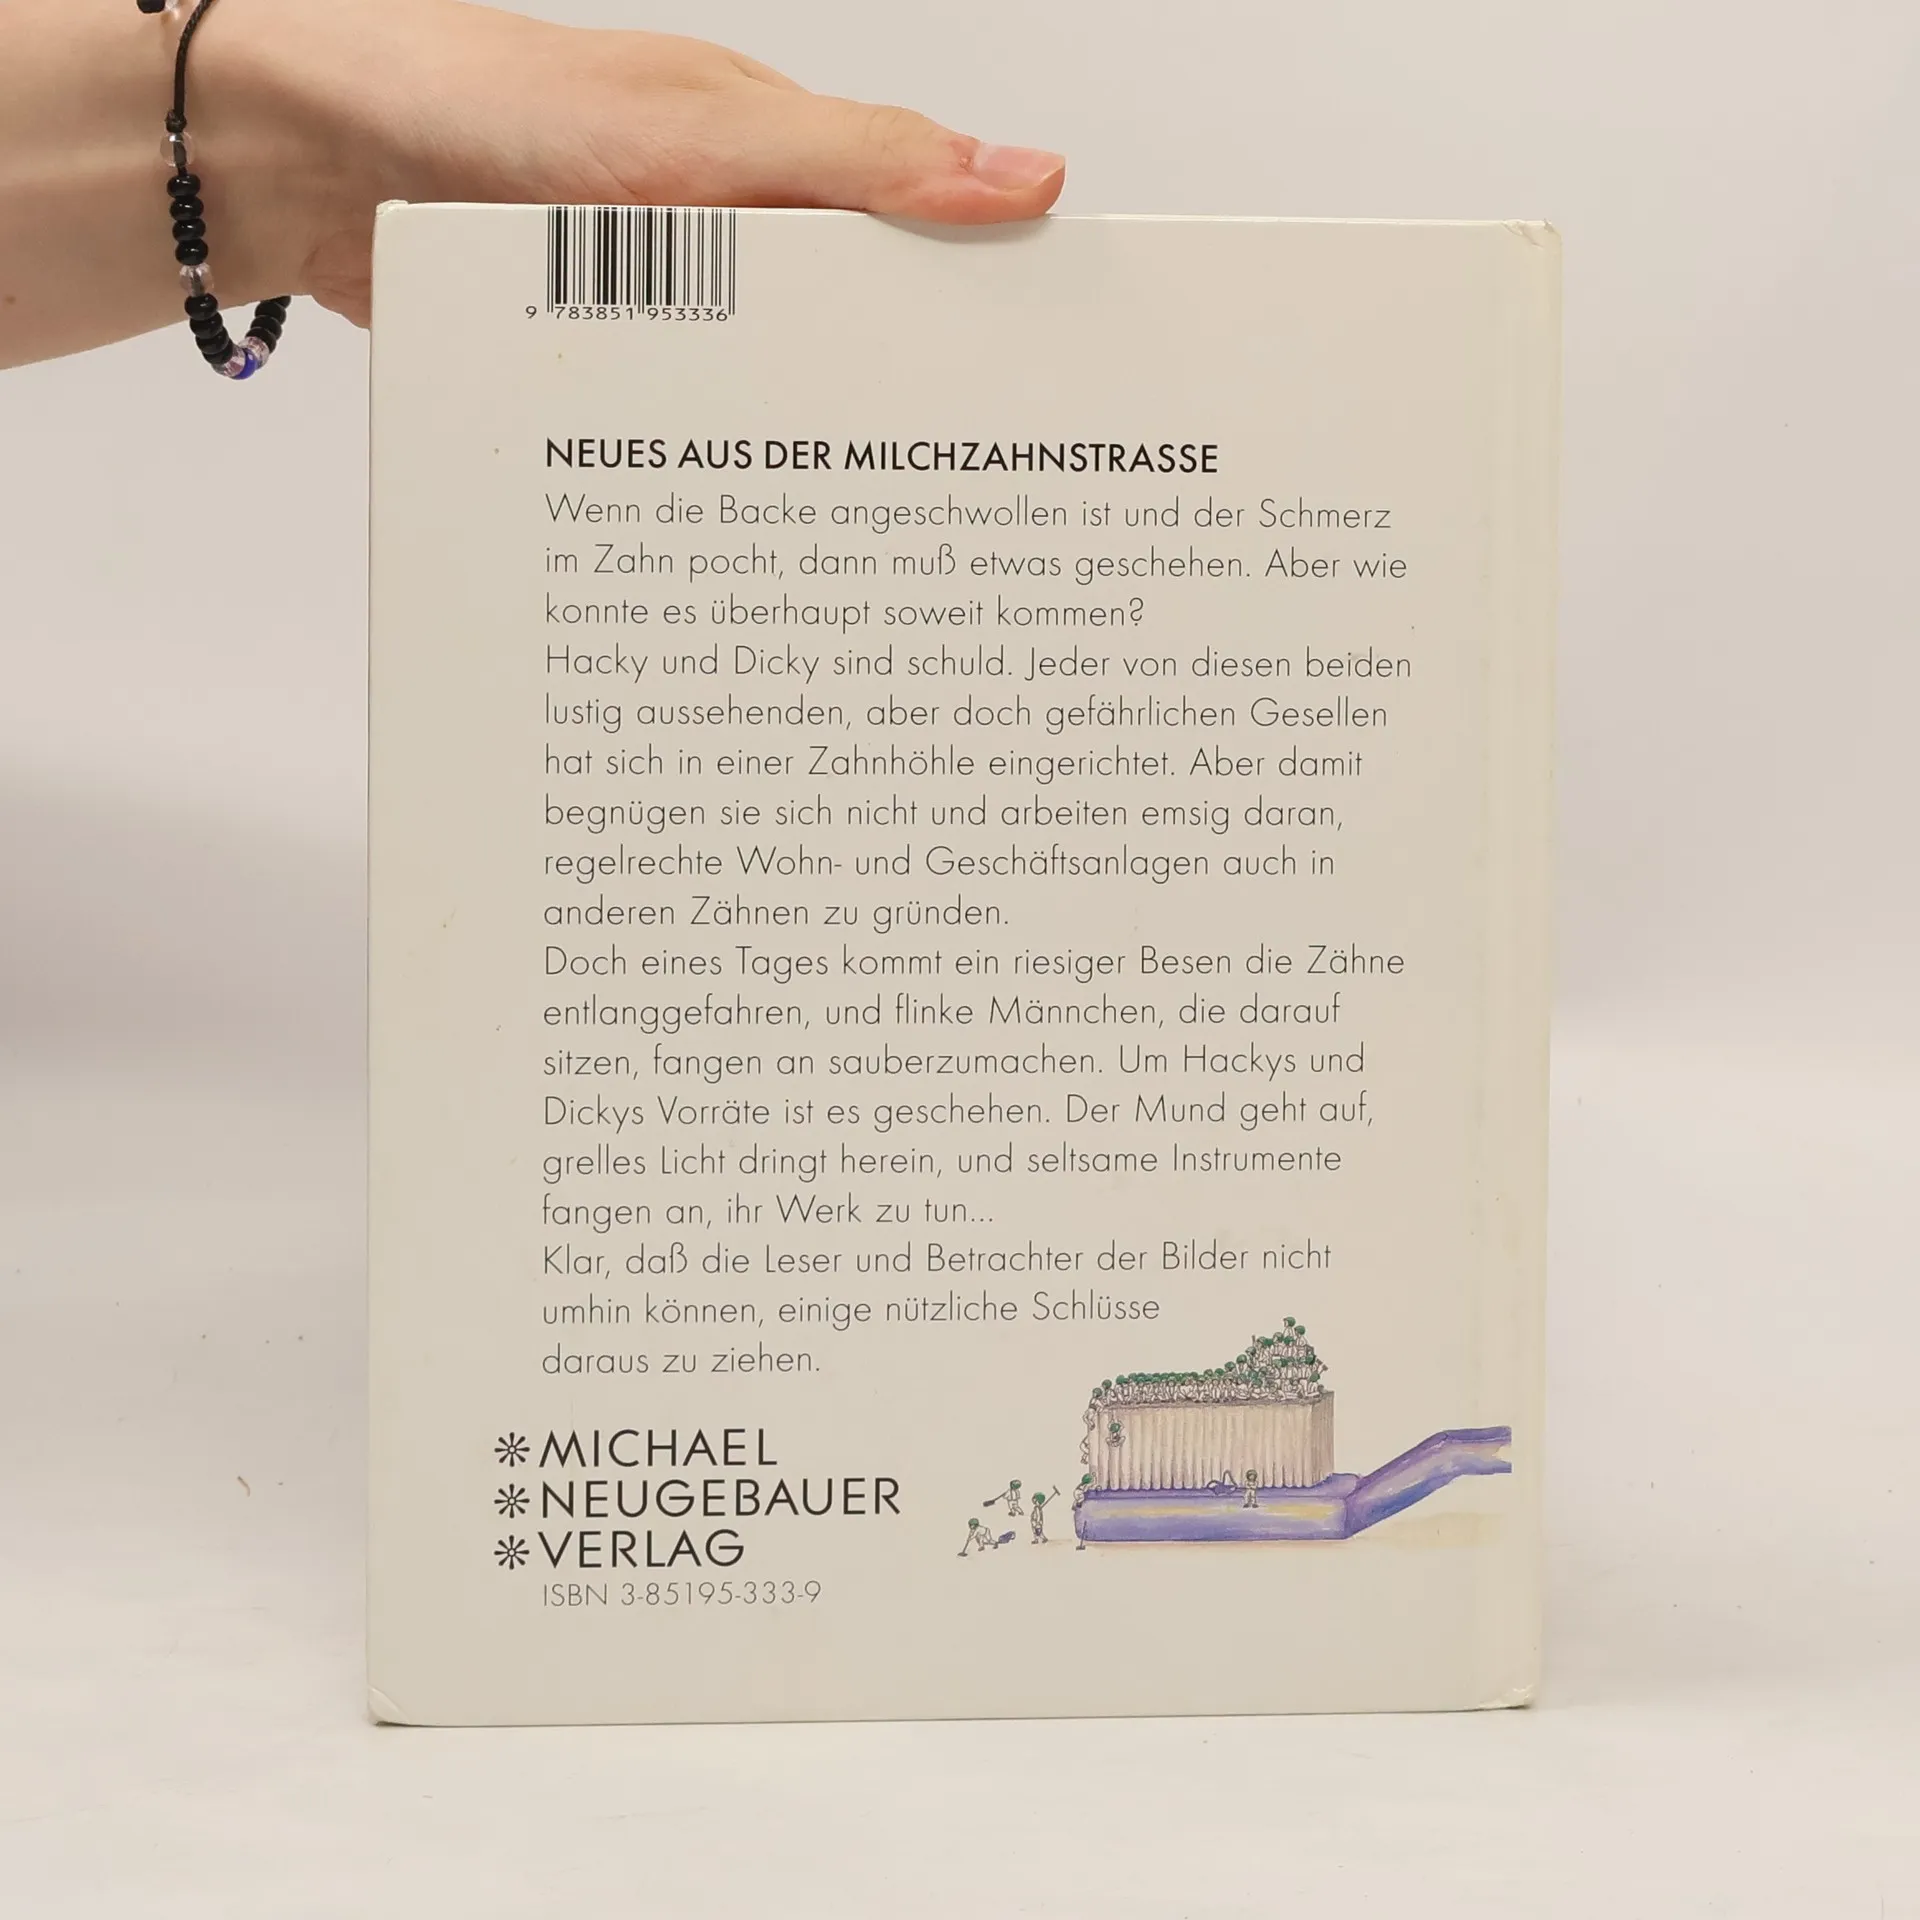 9 783851 953336
NEUES AUS DER MILCHZAHNSTRASSE
Wenn die Backe angeschwollen ist und der Schmerz
im Zahn pocht, dann muß etwas geschehen. Aber wie
konnte es überhaupt soweit kommen?
Hacky und Dicky sind schuld. Jeder von diesen beiden
lustig aussehenden, aber doch gefährlichen Gesellen
hat sich in einer Zahnhöhle eingerichtet. Aber damit
begnügen sie sich nicht und arbeiten emsig daran,
regelrechte Wohn- und Geschäftsanlagen auch in
anderen Zähnen zu gründen.
Doch eines Tages kommt ein riesiger Besen die Zähne
entlanggefahren, und flinke Männchen, die darauf
sitzen, fangen an sauberzumachen. Um Hackys und
Dickys Vorräte ist es geschehen. Der Mund geht auf,
grelles Licht dringt herein, und seltsame Instrumente
fangen an, ihr Werk zu tun...
Klar, daß die Leser und Betrachter der Bilder nicht
umhin können, einige nützliche Schlüsse
daraus zu ziehen.
MICHAEL
NEUGEBAUER
VERLAG
ISBN 3-85195-333-9